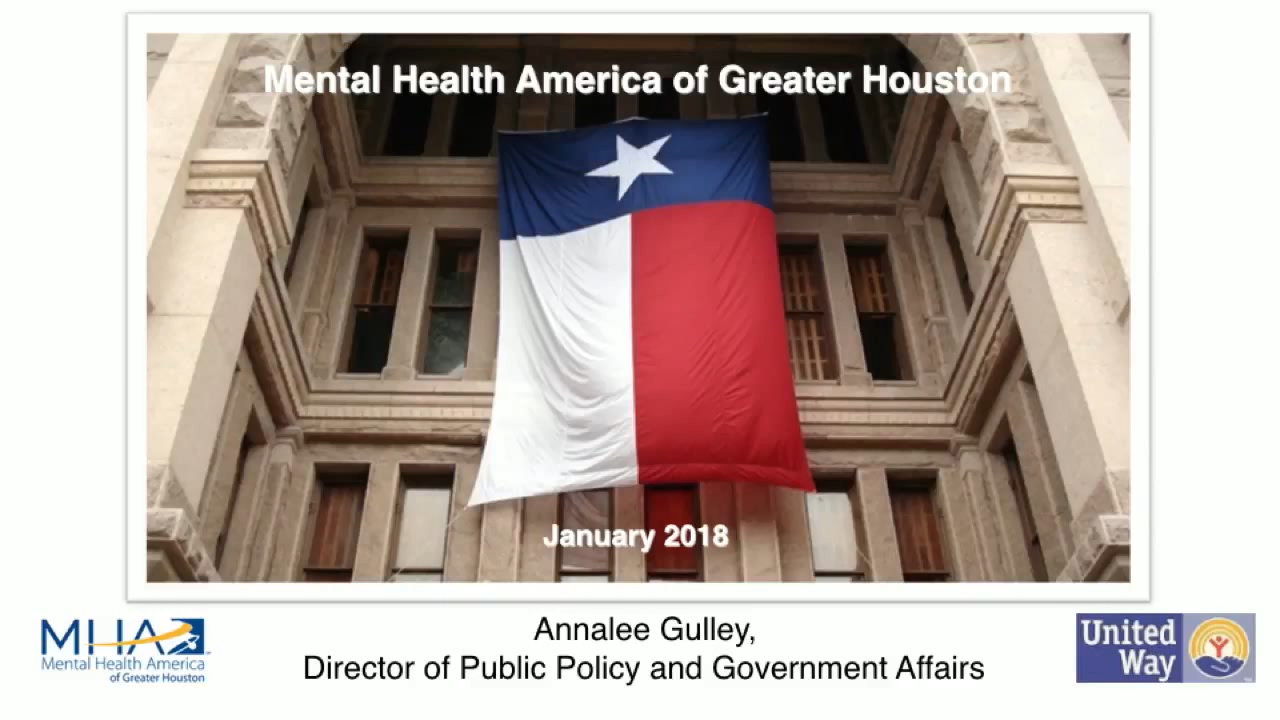 Mental Health America of Greater Houston
January 2018
Annalee Gulley,
Director of Public Policy and Government Affairs
MHA
Mental Health America
of Greater Houston
United
Way